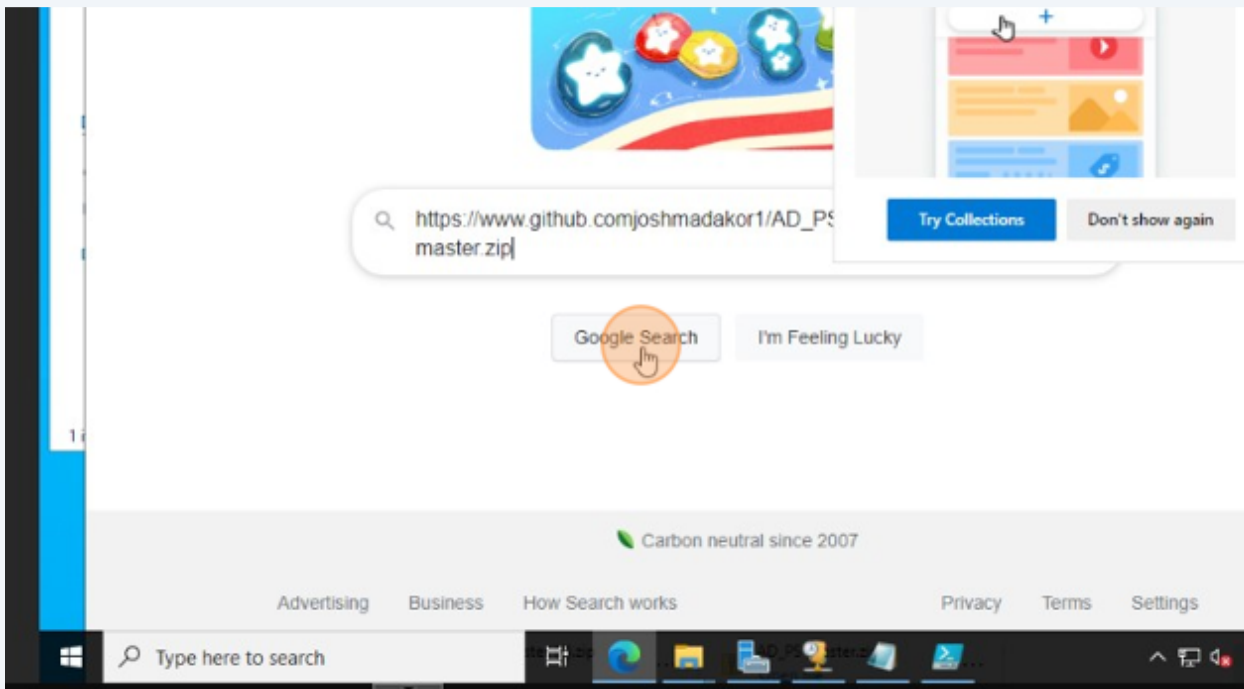 https://www.github.comjoshmadakor1/AD_PS
master.zip
Try Collections
Don't show again
Google Search
I'm Feeling Lucky
1
Carbon neutral since 2007
Advertising Business How Search works Privacy Terms Settings
Type here to search